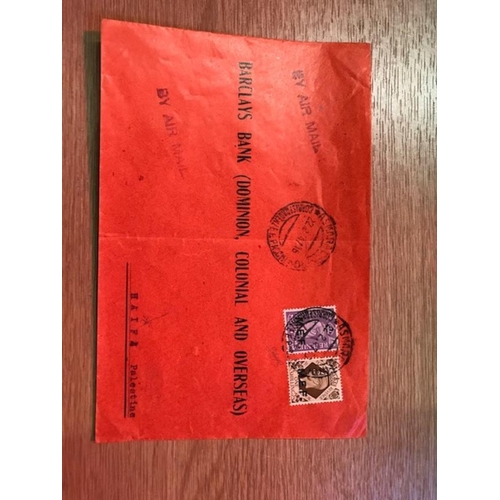 BY AIR MAIL
BY AIR MAIL
BARCLAYS BANK (DOMINION, COLONIAL AND OVERSEAS)
HAIFA Palestine